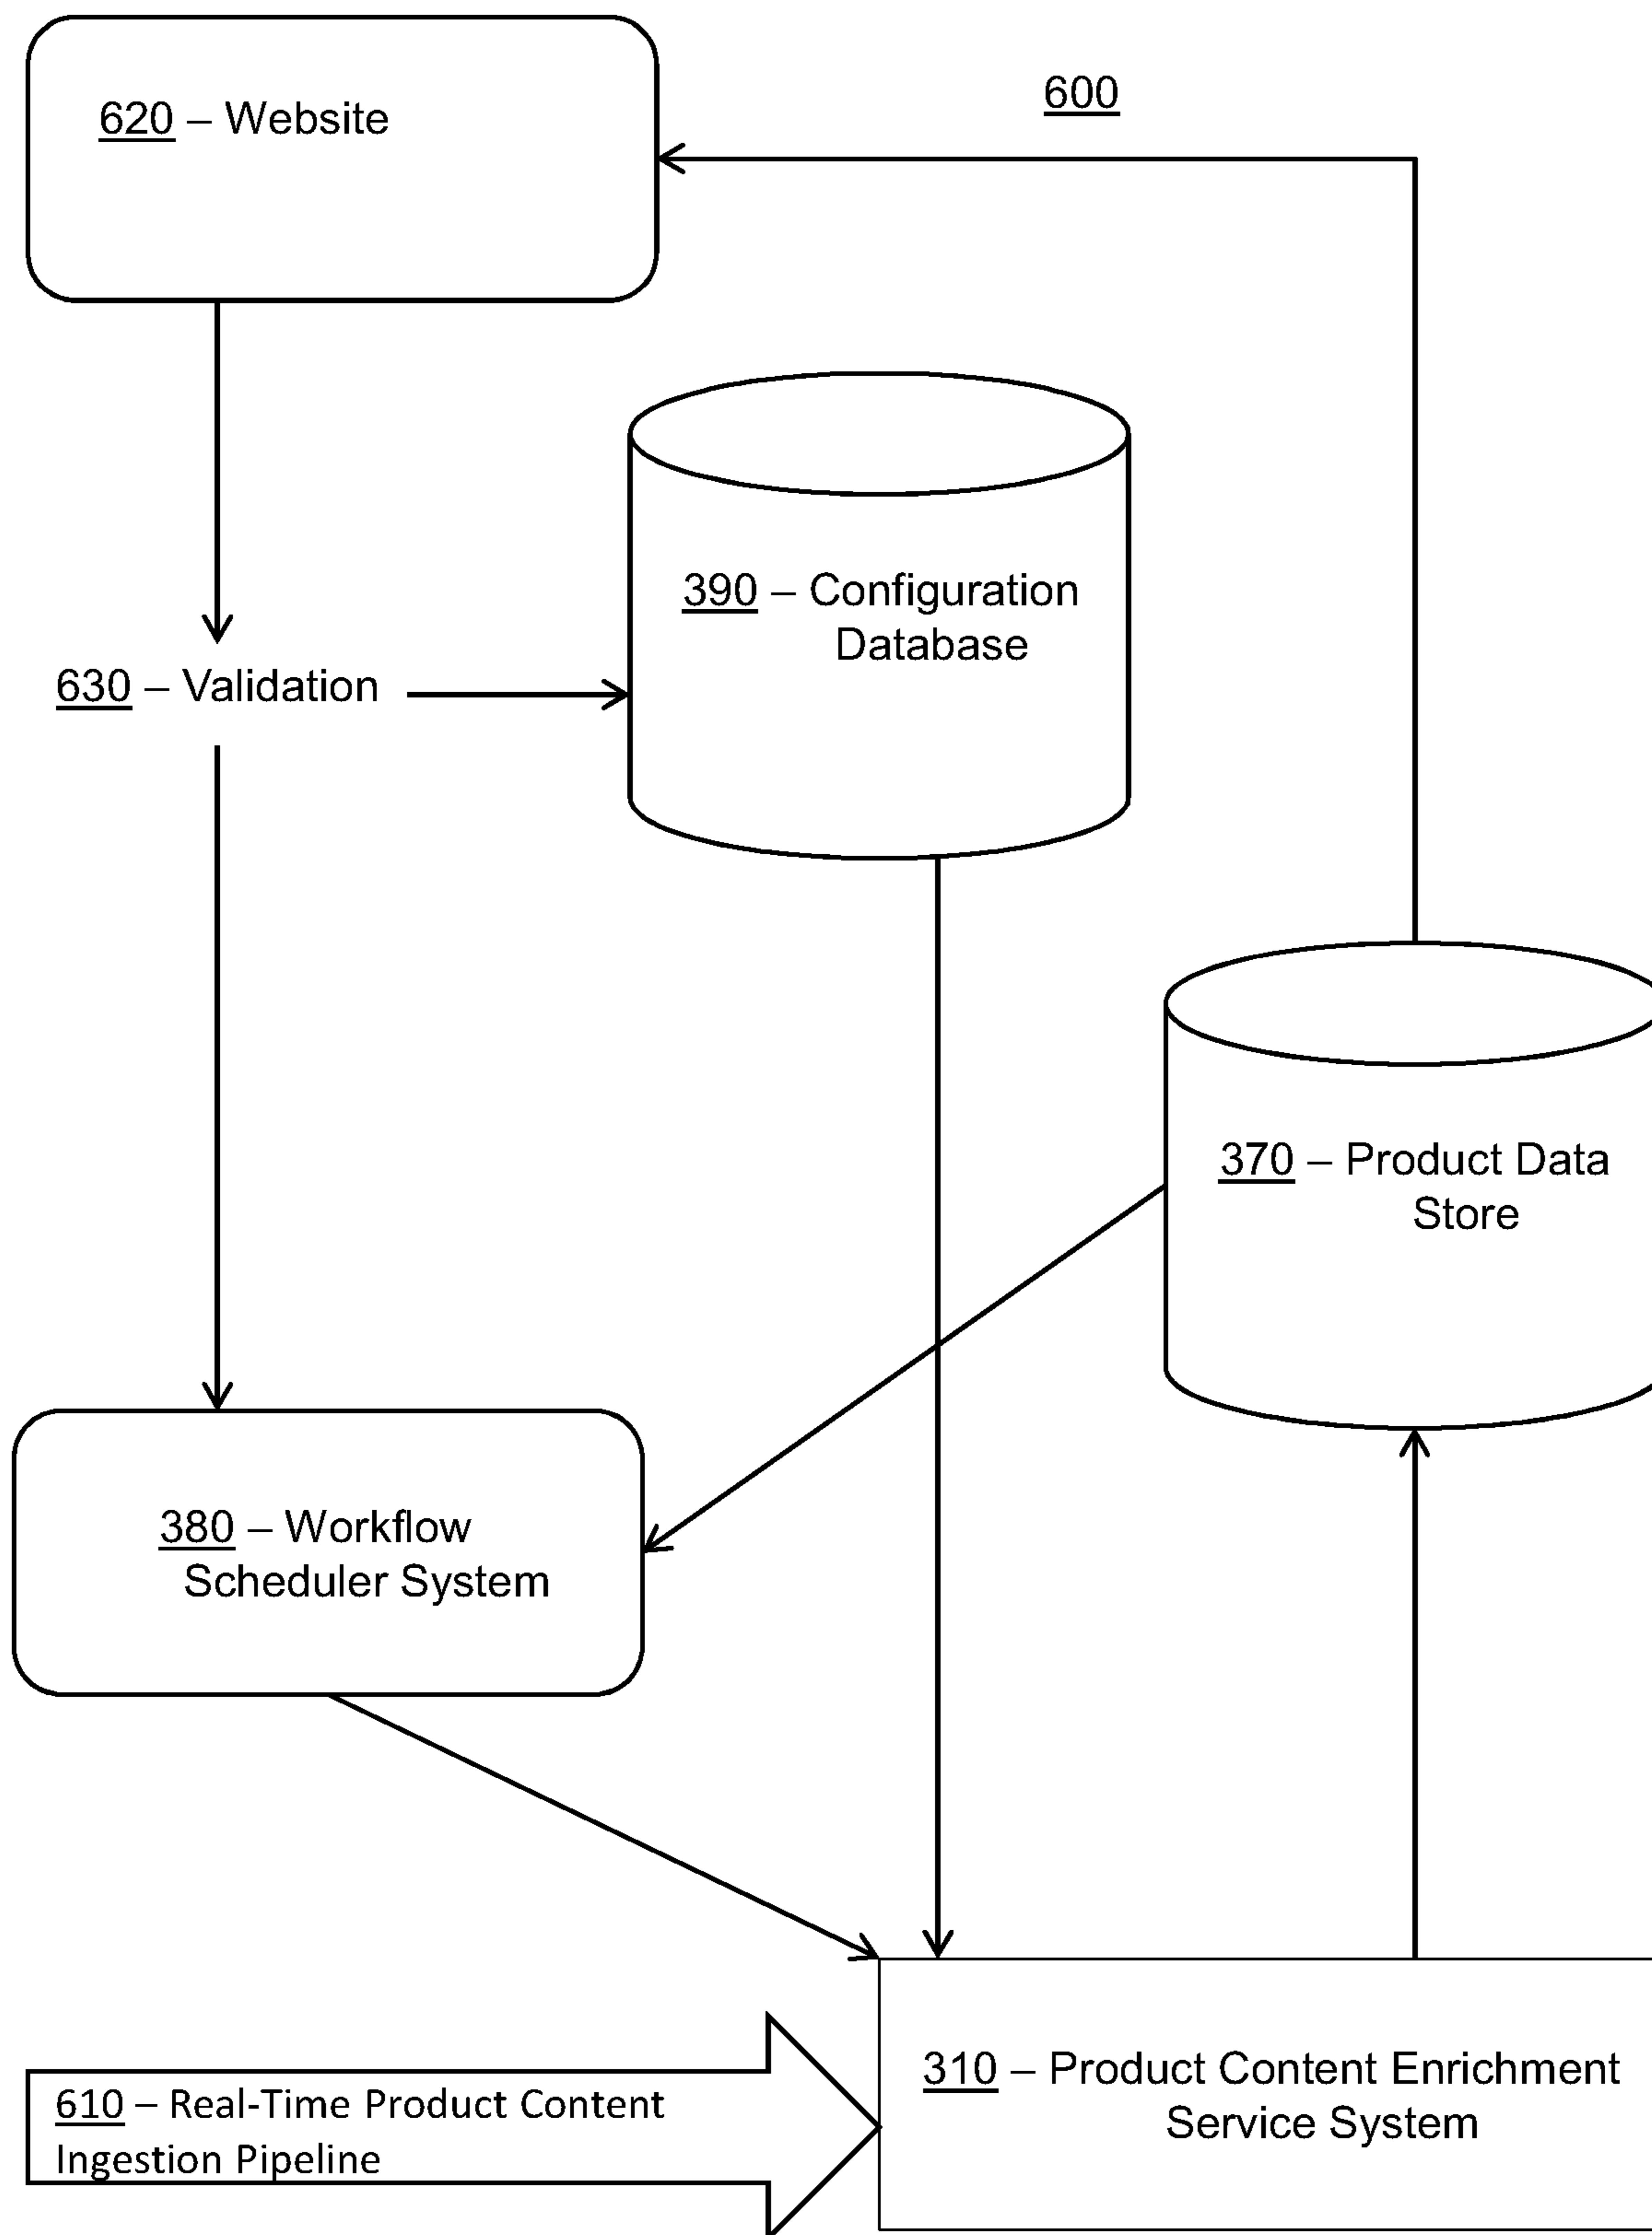 600
620 – Website
390 – Configuration
Database
630 – Validation
370 – Product Data
Store
380 – Workflow
Scheduler System
310 – Product Content Enrichment
Service System
610 – Real-Time Product Content
Ingestion Pipeline